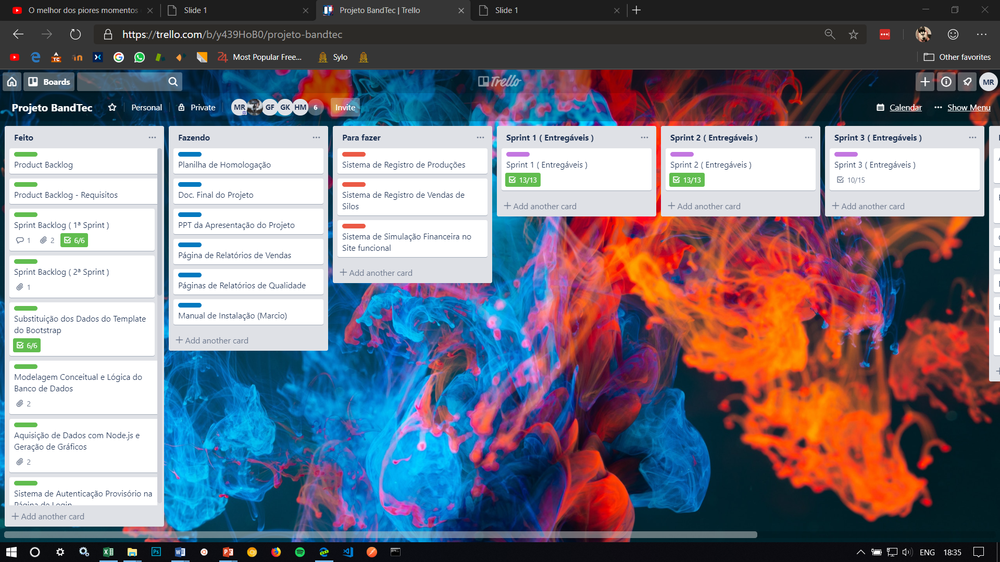 O melhor dos piores momentos
Slide 1
Projeto BandTec | Trello
Slide 1
https://trello.com/b/y439HoB0/projeto-bandtec
Most Popular Free...
Sylo
Other favorites
Boards
Trello
MR
Projeto BandTec
Personal
Private
MR
GF
GK
HM
6
Invite
Calendar
Show Menu
Feito
Product Backlog
Product Backlog - Requisitos
Sprint Backlog ( 1ª Sprint )
1
2
6/6
Sprint Backlog ( 2ª Sprint )
1
Substituição dos Dados do Template
do Bootstrap
6/6
Modelagem Conceitual e Lógica do
Banco de Dados
2
Aquisição de Dados com Node.js e
Geração de Gráficos
2
Sistema de Autenticação Provisório na
Página de Login
Add another card
Fazendo
Planilha de Homologação
Doc. Final do Projeto
PPT da Apresentação do Projeto
Página de Relatórios de Vendas
Páginas de Relatórios de Qualidade
Manual de Instalação (Marcio)
Add another card
Para fazer
Sistema de Registro de Produções
Sistema de Registro de Vendas de
Silos
Sistema de Simulação Financeira no
Site funcional
Add another card
Sprint 1 ( Entregáveis )
Sprint 1 ( Entregáveis )
13/13
Add another card
Sprint 2 ( Entregáveis )
Sprint 2 ( Entregáveis )
13/13
Add another card
Sprint 3 ( Entregáveis )
Sprint 3 ( Entregáveis )
10/15
Add another card
ENG
18:35